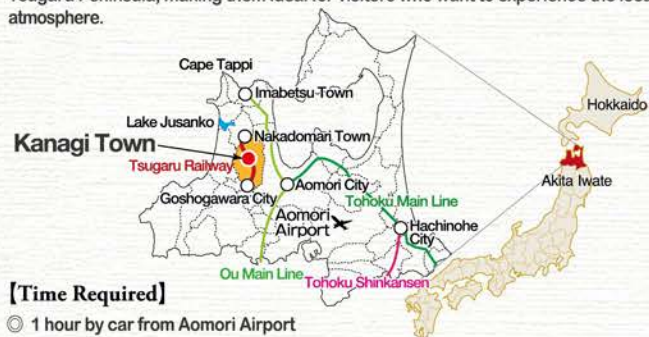 atmosphere.
Cape Tappi
Imabetsu Town
Hokkaido
Lake Jusanko
Nakadomari Town
Kanagi Town
Tsugaru Railway
Akita Iwate
Aomori City
Goshogawara City
Tohoku Main Line
Aomori
Airport
Hachinohe
City
Ou Main Line
Tohoku Shinkansen
【Time Required】
◎ 1 hour by car from Aomori Airport